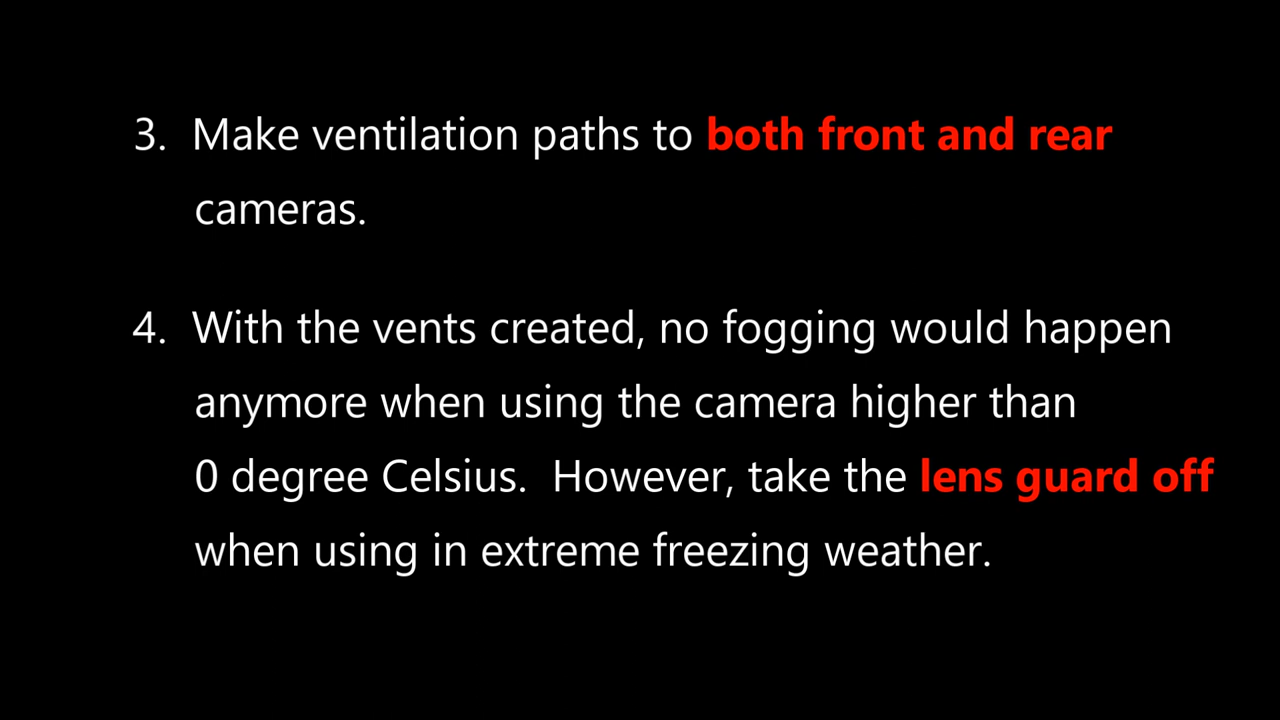 3. Make ventilation paths to both front and rear
cameras.
4. With the vents created, no fogging would happen
anymore when using the camera higher than
0 degree Celsius. However, take the lens guard off
when using in extreme freezing weather.